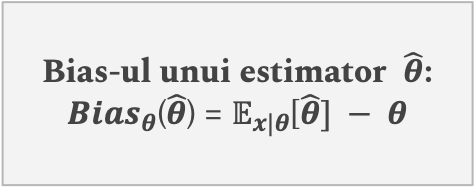 Bias-ul unui estimator θ̂:
Bias_θ(θ̂) = 𝔼_{x|θ}[θ̂] − θ